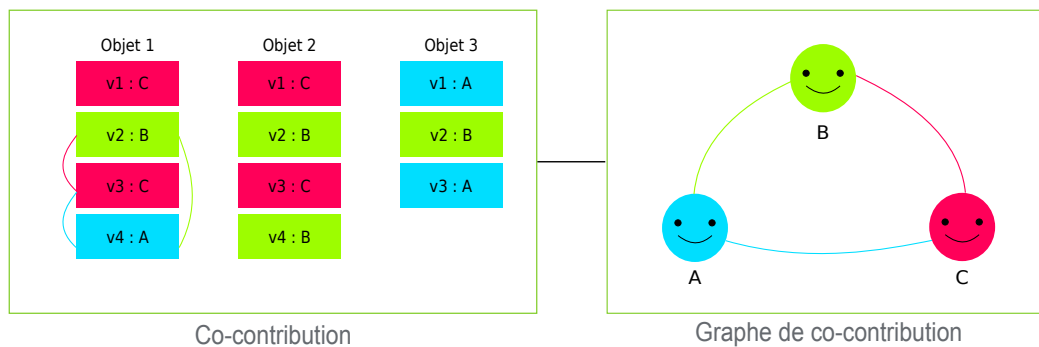 Objet 1
Objet 2
Objet 3
v1 : C
v1 : C
v1 : A
v2 : B
v2 : B
v2 : B
v3 : C
v3 : C
v3 : A
v4 : A
v4 : B
Co-contribution
B
A
C
Graphe de co-contribution